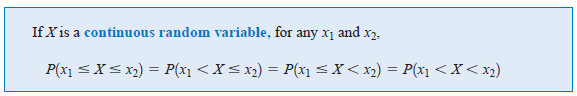 If X is a continuous random variable, for any x₁ and x₂,
P(x₁ ≤ X ≤ x₂) = P(x₁ < X ≤ x₂) = P(x₁ ≤ X < x₂) = P(x₁ < X < x₂)